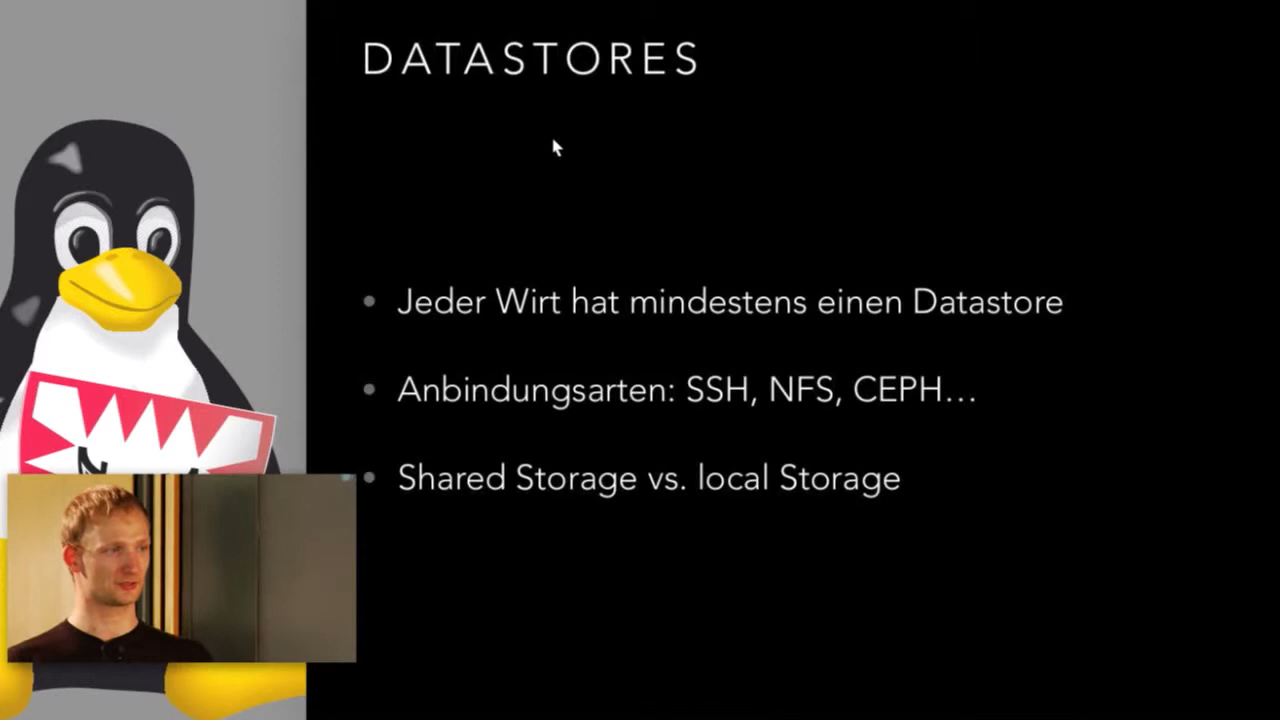 DATASTORES
Jeder Wirt hat mindestens einen Datastore
Anbindungsarten: SSH, NFS, CEPH…
Shared Storage vs. local Storage